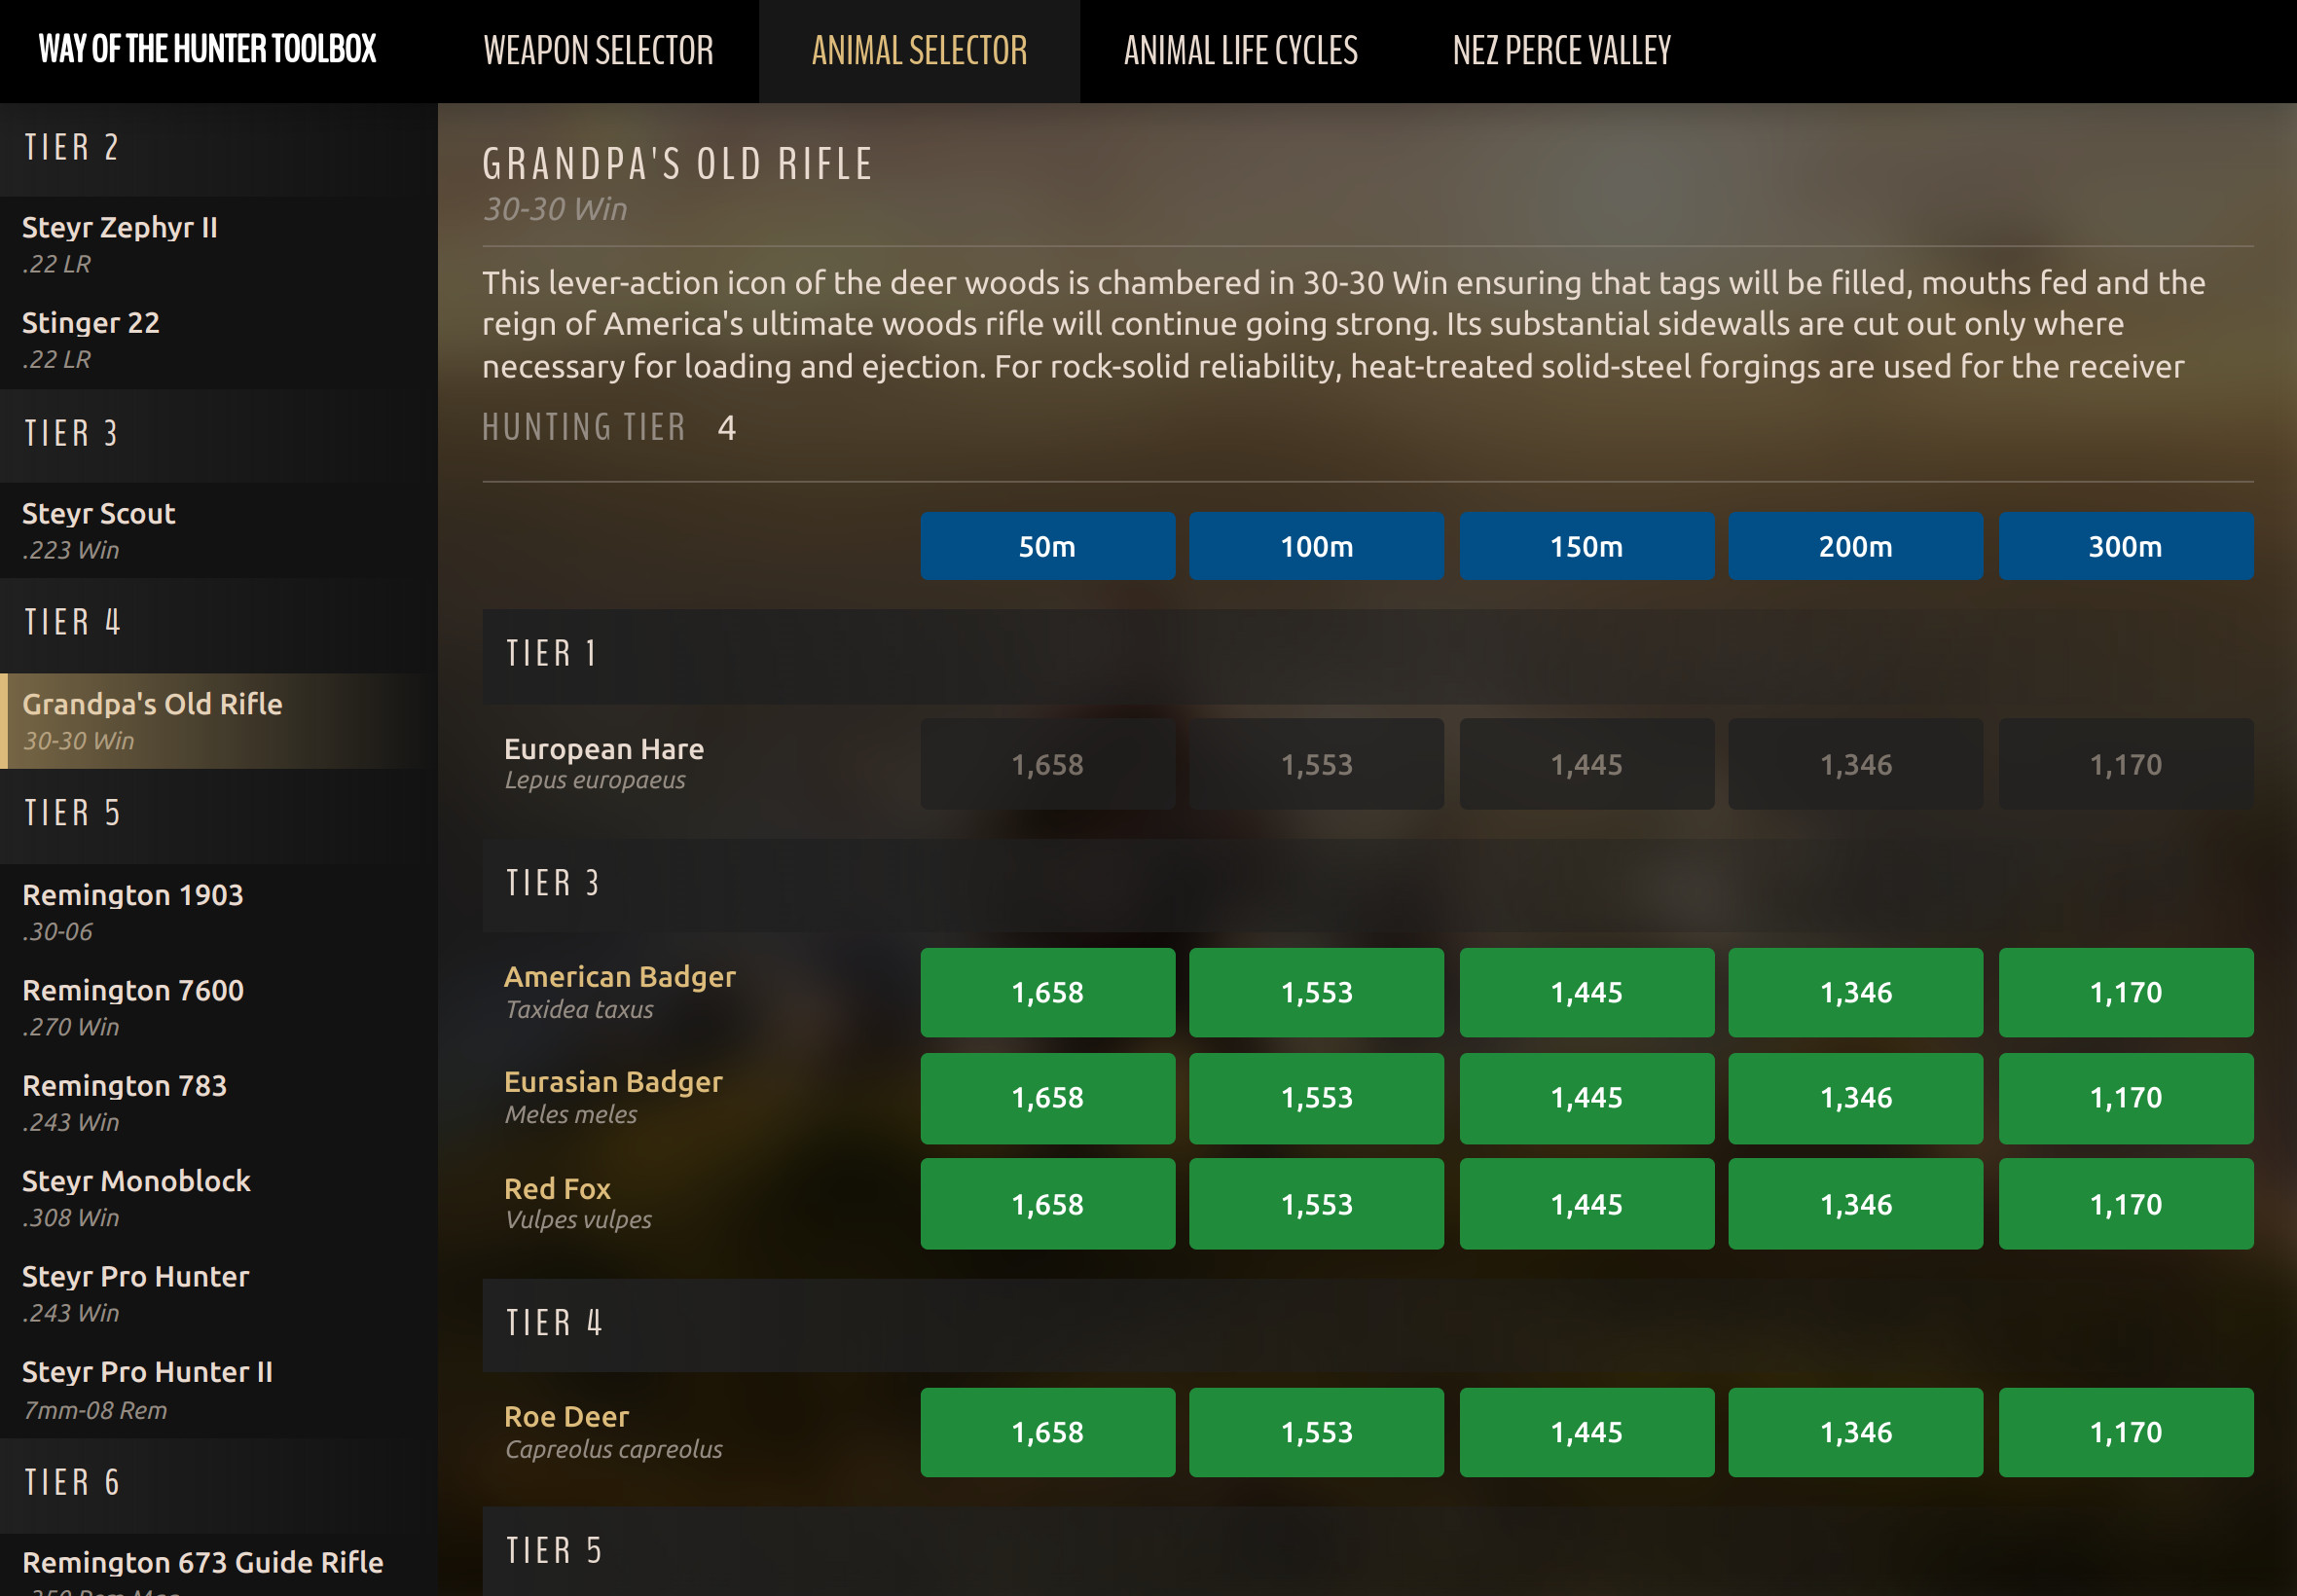 WAY OF THE HUNTER TOOLBOX
WEAPON SELECTOR
ANIMAL SELECTOR
ANIMAL LIFE CYCLES
NEZ PERCE VALLEY
TIER 2
Steyr Zephyr II
.22 LR
Stinger 22
.22 LR
TIER 3
Steyr Scout
.223 Win
TIER 4
Grandpa's Old Rifle
30-30 Win
TIER 5
Remington 1903
.30-06
Remington 7600
.270 Win
Remington 783
.243 Win
Steyr Monoblock
.308 Win
Steyr Pro Hunter
.243 Win
Steyr Pro Hunter II
7mm-08 Rem
TIER 6
Remington 673 Guide Rifle
GRANDPA'S OLD RIFLE
30-30 Win
This lever-action icon of the deer woods is chambered in 30-30 Win ensuring that tags will be filled, mouths fed and the
reign of America's ultimate woods rifle will continue going strong. Its substantial sidewalls are cut out only where
necessary for loading and ejection. For rock-solid reliability, heat-treated solid-steel forgings are used for the receiver
HUNTING TIER 4
50m 100m 150m 200m 300m
TIER 1
European Hare
Lepus europaeus
1,658 1,553 1,445 1,346 1,170
TIER 3
American Badger
Taxidea taxus
1,658 1,553 1,445 1,346 1,170
Eurasian Badger
Meles meles
1,658 1,553 1,445 1,346 1,170
Red Fox
Vulpes vulpes
1,658 1,553 1,445 1,346 1,170
TIER 4
Roe Deer
Capreolus capreolus
1,658 1,553 1,445 1,346 1,170
TIER 5